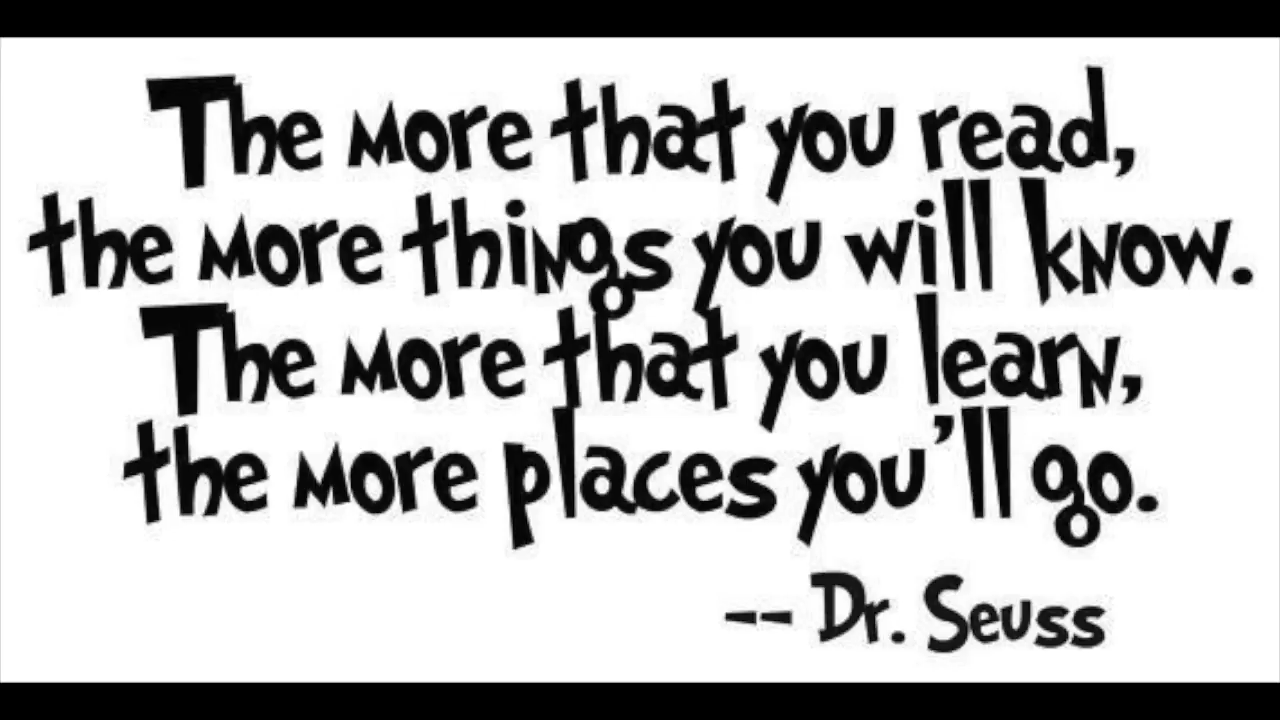 The more that you read,
the more things you will know.
The more that you learn,
the more places you'll go.
-- Dr. Seuss